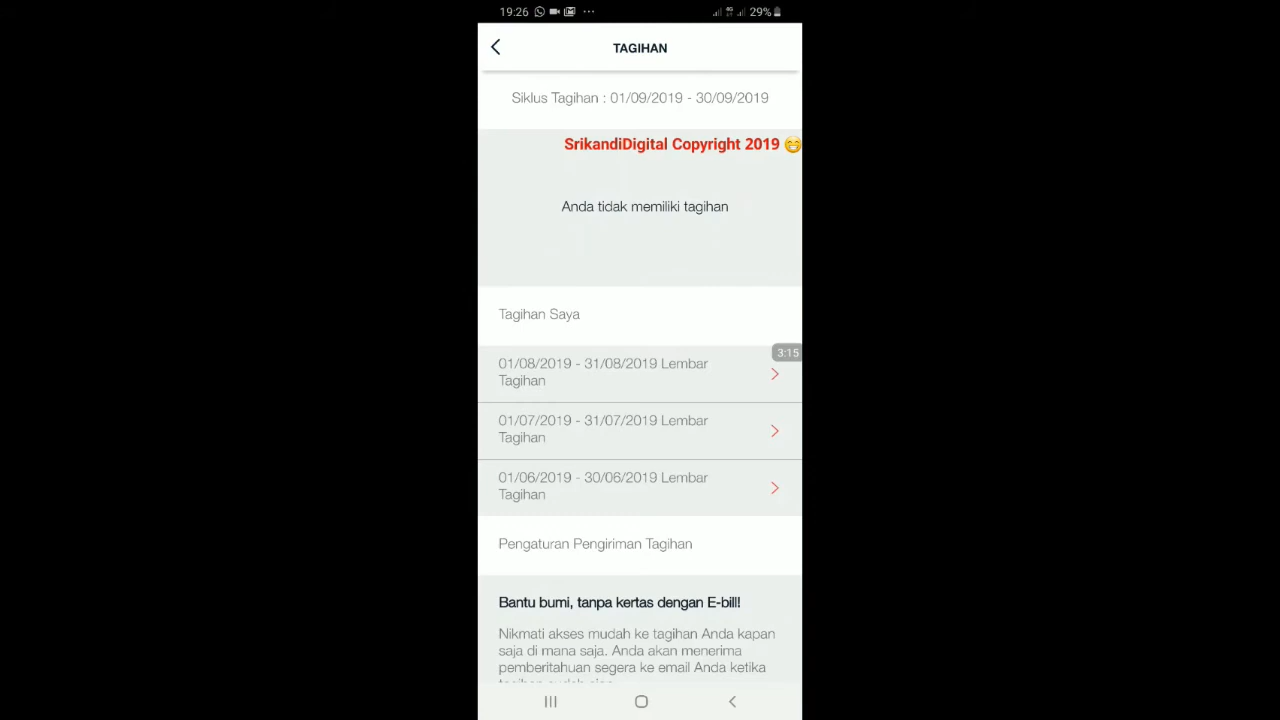 19:26 29%
TAGIHAN
Siklus Tagihan : 01/09/2019 - 30/09/2019
SrikandiDigital Copyright 2019 😁
Anda tidak memiliki tagihan
Tagihan Saya
3:15
01/08/2019 - 31/08/2019 Lembar
Tagihan
01/07/2019 - 31/07/2019 Lembar
Tagihan
01/06/2019 - 30/06/2019 Lembar
Tagihan
Pengaturan Pengiriman Tagihan
Bantu bumi, tanpa kertas dengan E-bill!
Nikmati akses mudah ke tagihan Anda kapan
saja di mana saja. Anda akan menerima
pemberitahuan segera ke email Anda ketika